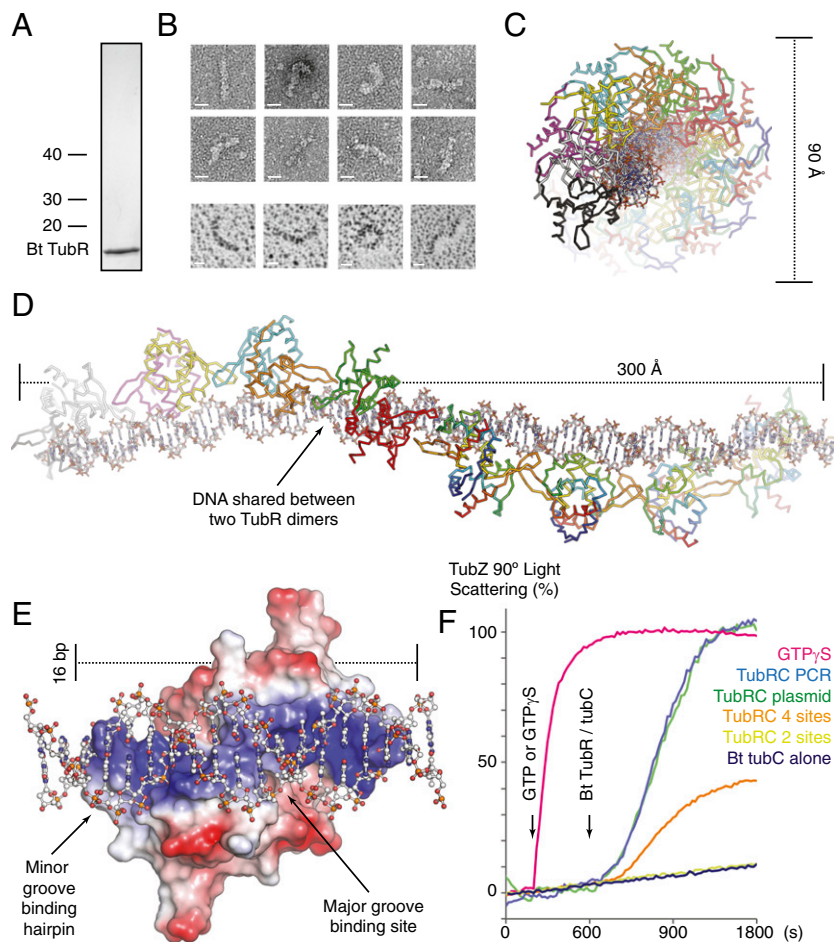 A
B
C
40
30
20
Bt TubR
90 Å
D
300 Å
DNA shared between
two TubR dimers
E
16 bp
Minor
groove
binding
hairpin
Major groove
binding site
TubZ 90º Light
Scattering (%)
F
100
50
0
GTP or GTPγS
Bt TubR / tubC
GTPγS
TubRC PCR
TubRC plasmid
TubRC 4 sites
TubRC 2 sites
Bt tubC alone
0 600 900 1800 (s)